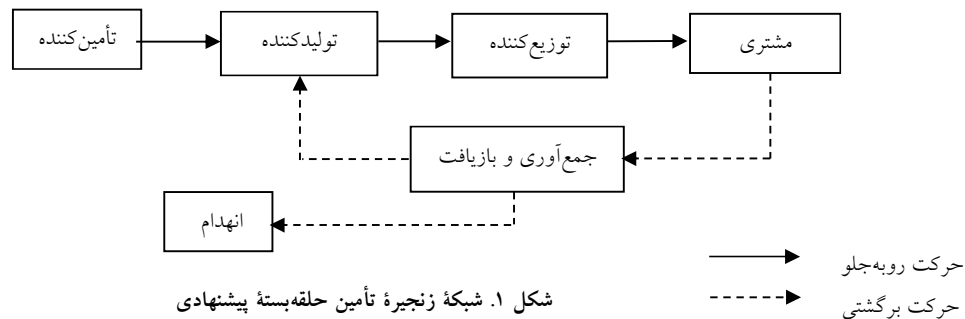 تأمین‌کننده
تولیدکننده
توزیع‌کننده
مشتری
جمع‌آوری و بازیافت
انهدام
حرکت روبه‌جلو
حرکت برگشتی
شکل ۱. شبکهٔ زنجیرهٔ تأمین حلقه‌بستهٔ پیشنهادی